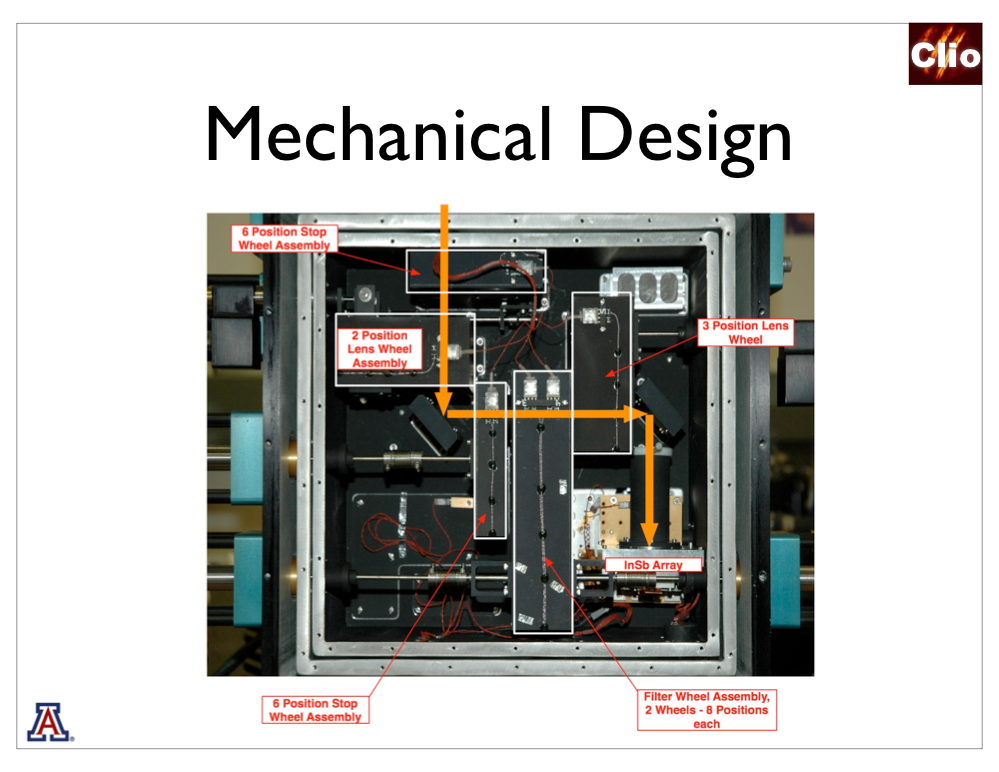 Clio
Mechanical Design
6 Position Stop
Wheel Assembly
2 Position
Lens Wheel
Assembly
3 Position Lens
Wheel
InSb Array
6 Position Stop
Wheel Assembly
Filter Wheel Assembly,
2 Wheels - 8 Positions
each
A